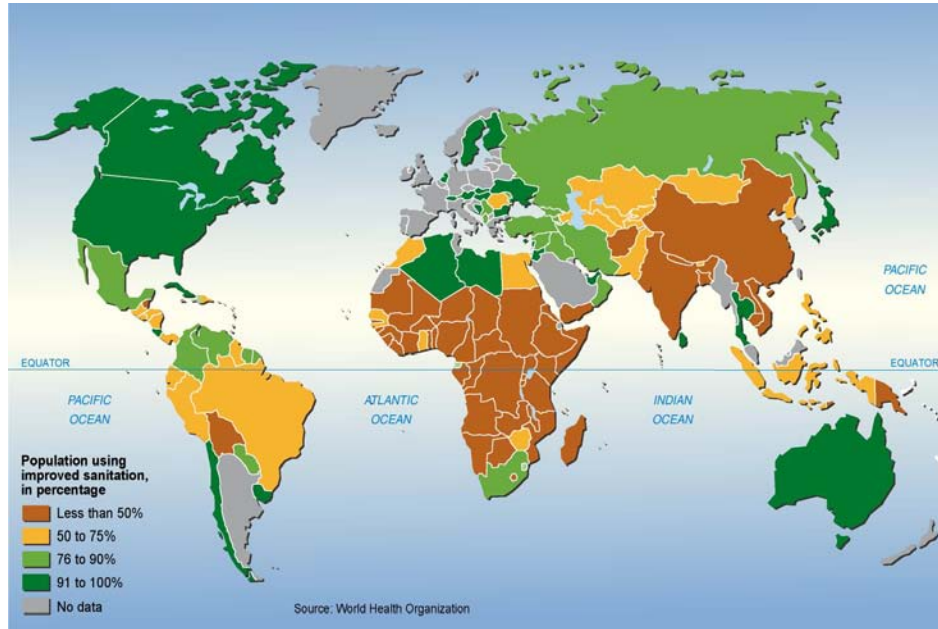 PACIFIC
OCEAN
EQUATOR
EQUATOR
PACIFIC
OCEAN
ATLANTIC
OCEAN
INDIAN
OCEAN
Population using
improved sanitation,
in percentage
Less than 50%
50 to 75%
76 to 90%
91 to 100%
No data
Source: World Health Organization